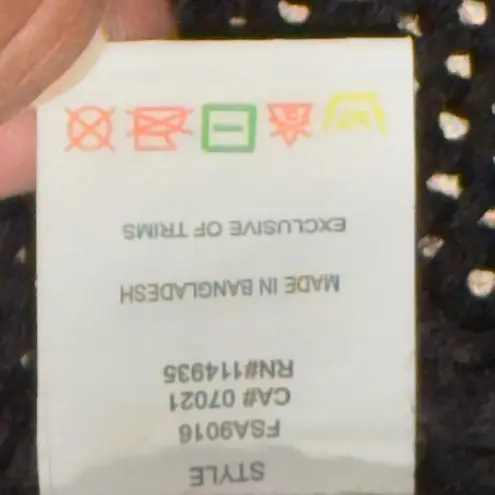 STYLE
FSA9016
CA# 07021
RN#114935
MADE IN BANGLADESH
EXCLUSIVE OF TRIMS